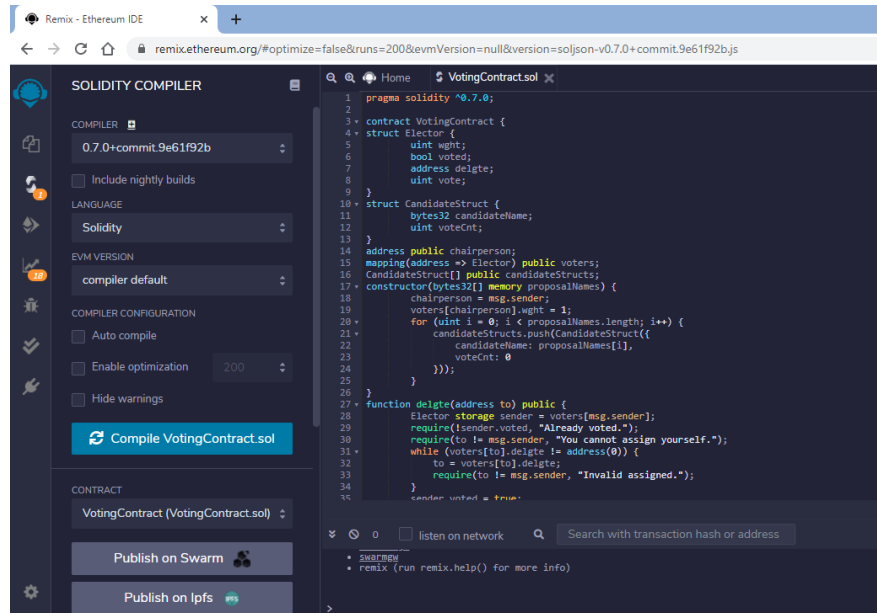 Remix - Ethereum IDE
remix.ethereum.org/#optimize=false&runs=200&evmVersion=null&version=soljson-v0.7.0+commit.9e61f92b.js
SOLIDITY COMPILER
COMPILER
0.7.0+commit.9e61f92b
Include nightly builds
LANGUAGE
Solidity
EVM VERSION
compiler default
COMPILER CONFIGURATION
Auto compile
Enable optimization 200
Hide warnings
Compile VotingContract.sol
CONTRACT
VotingContract (VotingContract.sol)
Publish on Swarm
Publish on Ipfs
IPFS
1
18
Home VotingContract.sol
1 pragma solidity ^0.7.0;
2
3 contract VotingContract {
4 struct Elector {
5 uint wght;
6 bool voted;
7 address delgte;
8 uint vote;
9 }
10 struct CandidateStruct {
11 bytes32 candidateName;
12 uint voteCnt;
13 }
14 address public chairperson;
15 mapping(address => Elector) public voters;
16 CandidateStruct[] public candidateStructs;
17 constructor(bytes32[] memory proposalNames) {
18 chairperson = msg.sender;
19 voters[chairperson].wght = 1;
20 for (uint i = 0; i < proposalNames.length; i++) {
21 candidateStructs.push(CandidateStruct({
22 candidateName: proposalNames[i],
23 voteCnt: 0
24 }));
25 }
26 }
27 function delgte(address to) public {
28 Elector storage sender = voters[msg.sender];
29 require(!sender.voted, "Already voted.");
30 require(to != msg.sender, "You cannot assign yourself.");
31 while (voters[to].delgte != address(0)) {
32 to = voters[to].delgte;
33 require(to != msg.sender, "Invalid assigned.");
34 }
35 sender voted = true;
0 listen on network Search with transaction hash or address
swarmgw
remix (run remix.help() for more info)
>